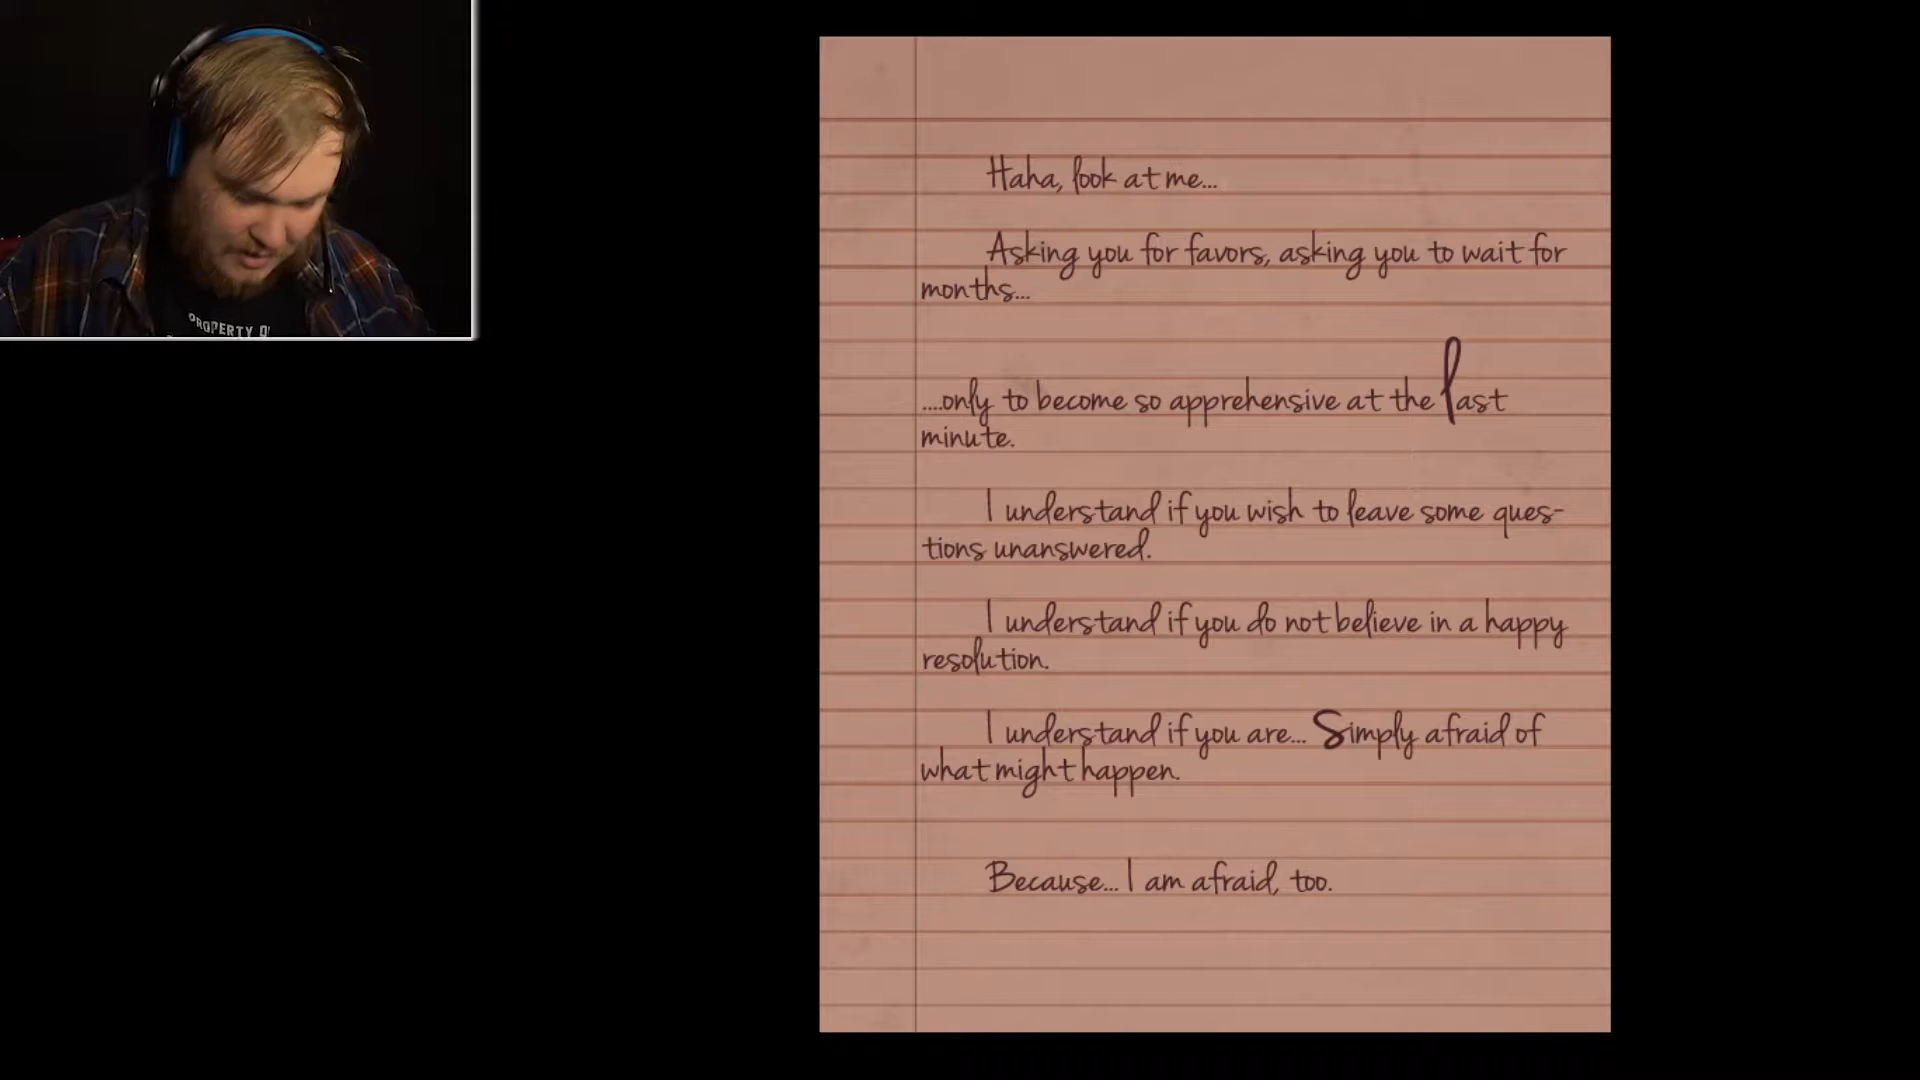 PROPERTY O
Haha, look at me...
Asking you for favors, asking you to wait for
months...
....only to become so apprehensive at the last
minute.
I understand if you wish to leave some ques-
tions unanswered.
I understand if you do not believe in a happy
resolution.
I understand if you are... Simply afraid of
what might happen.
Because... I am afraid, too.